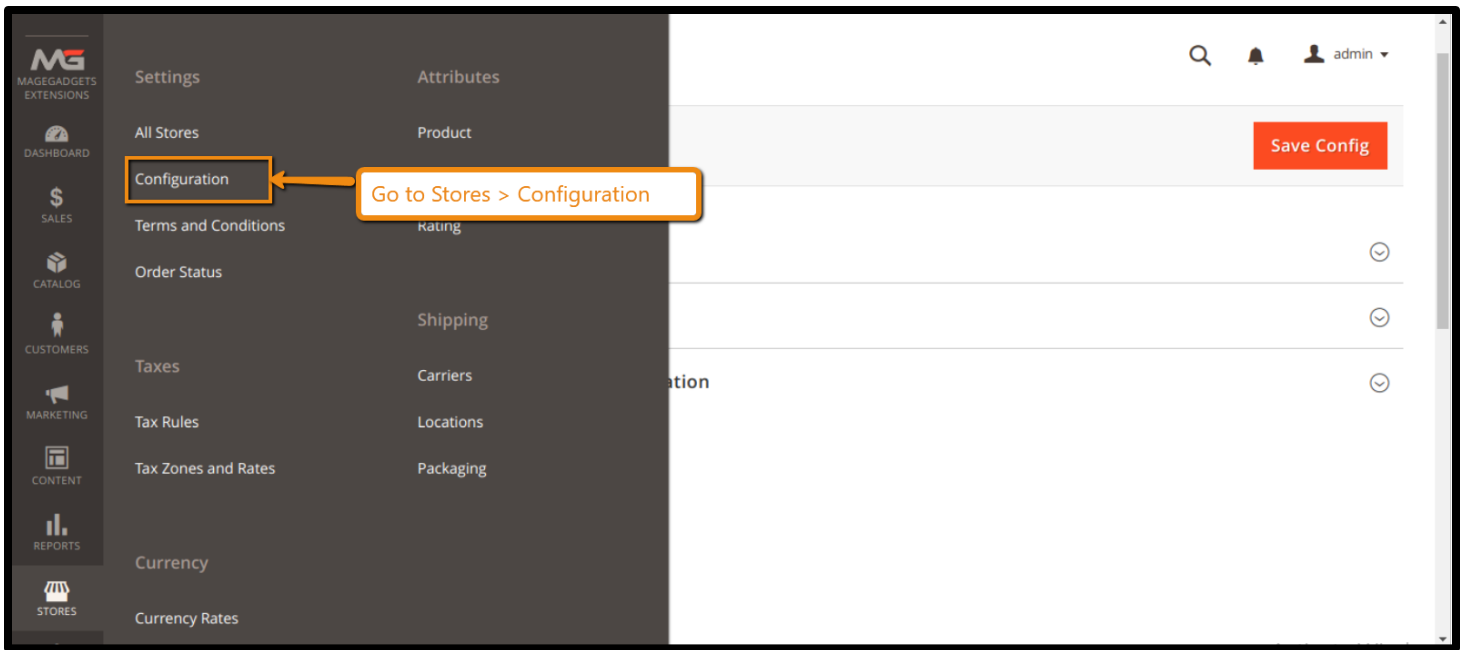 MG
MAGEGADGETS
EXTENSIONS
DASHBOARD
$
SALES
CATALOG
CUSTOMERS
MARKETING
CONTENT
REPORTS
STORES
Settings
All Stores
Configuration
Terms and Conditions
Order Status
Taxes
Tax Rules
Tax Zones and Rates
Currency
Currency Rates
Attributes
Product
Go to Stores > Configuration
Rating
Shipping
Carriers
Locations
Packaging
admin
Save Config
ation